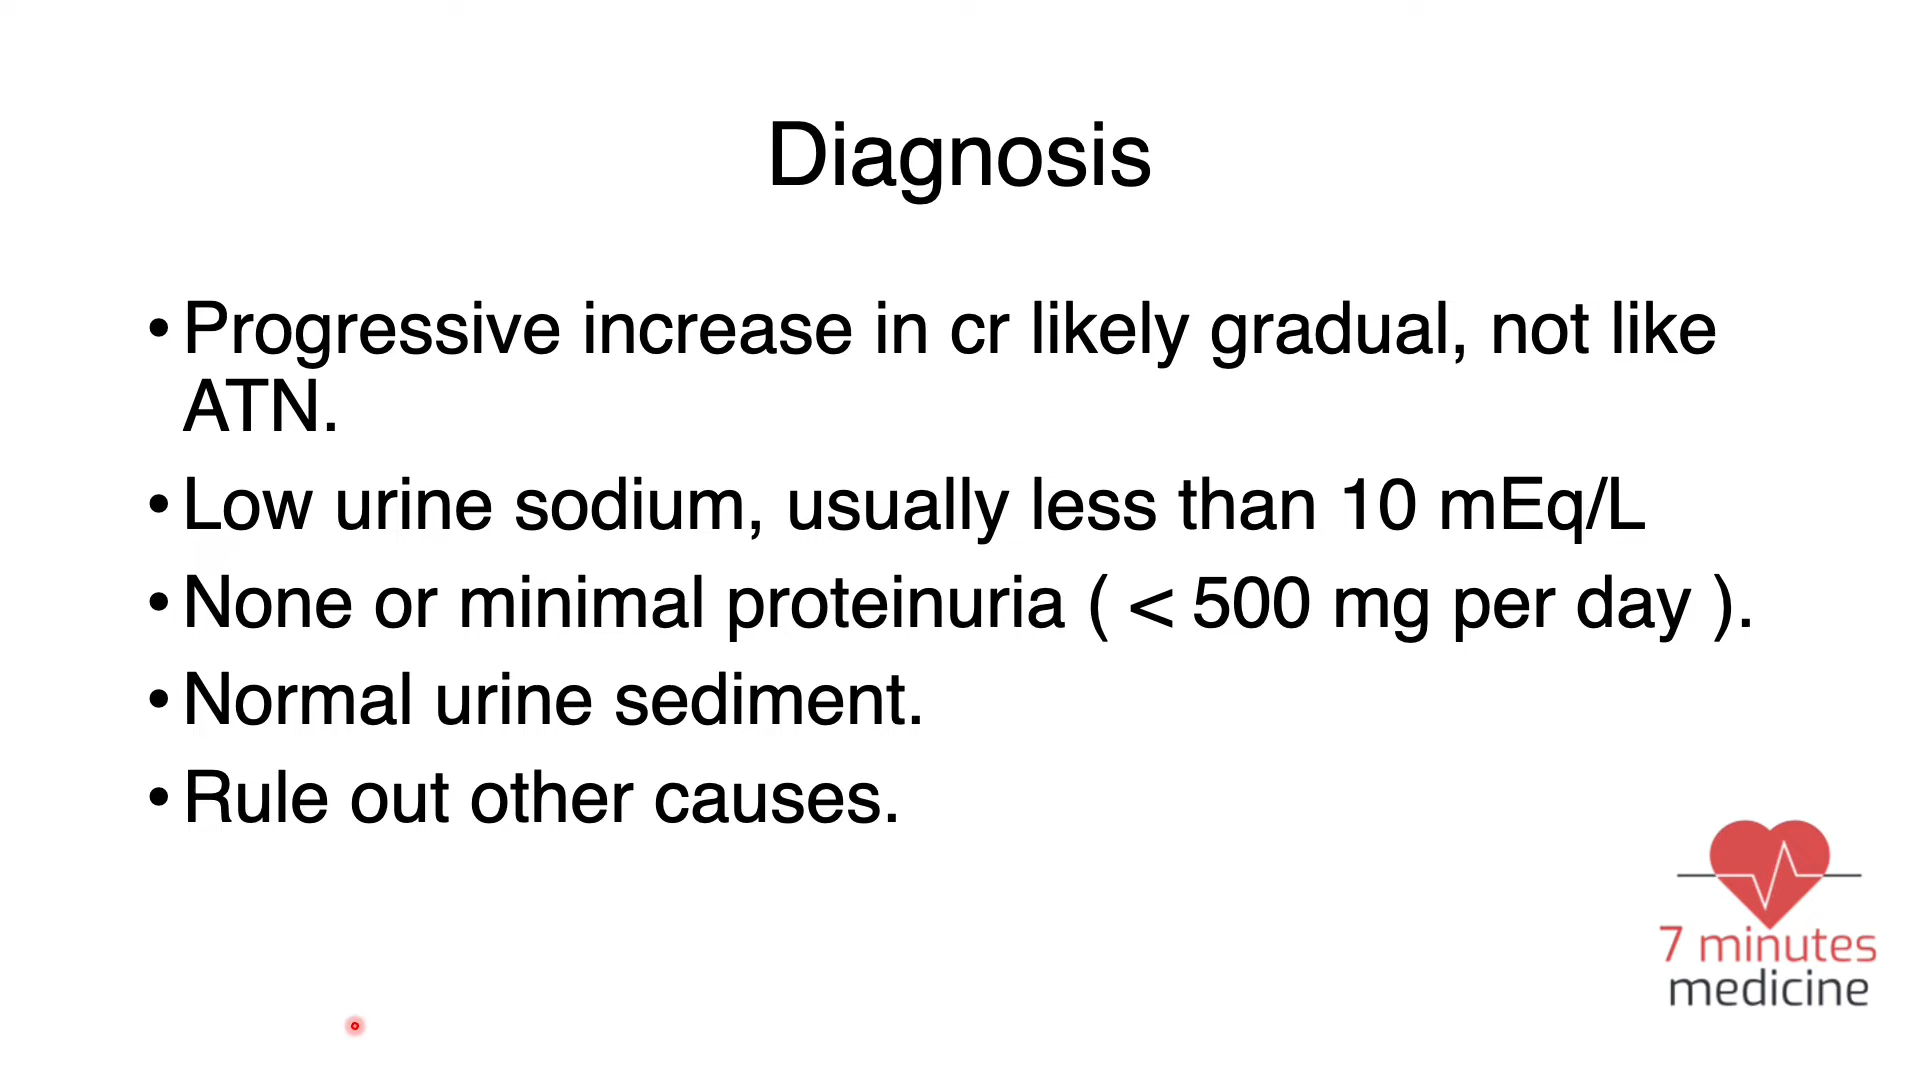 Diagnosis
•Progressive increase in cr likely gradual, not like
ATN.
•Low urine sodium, usually less than 10 mEq/L
•None or minimal proteinuria ( < 500 mg per day ).
•Normal urine sediment.
•Rule out other causes.
7 minutes
medicine